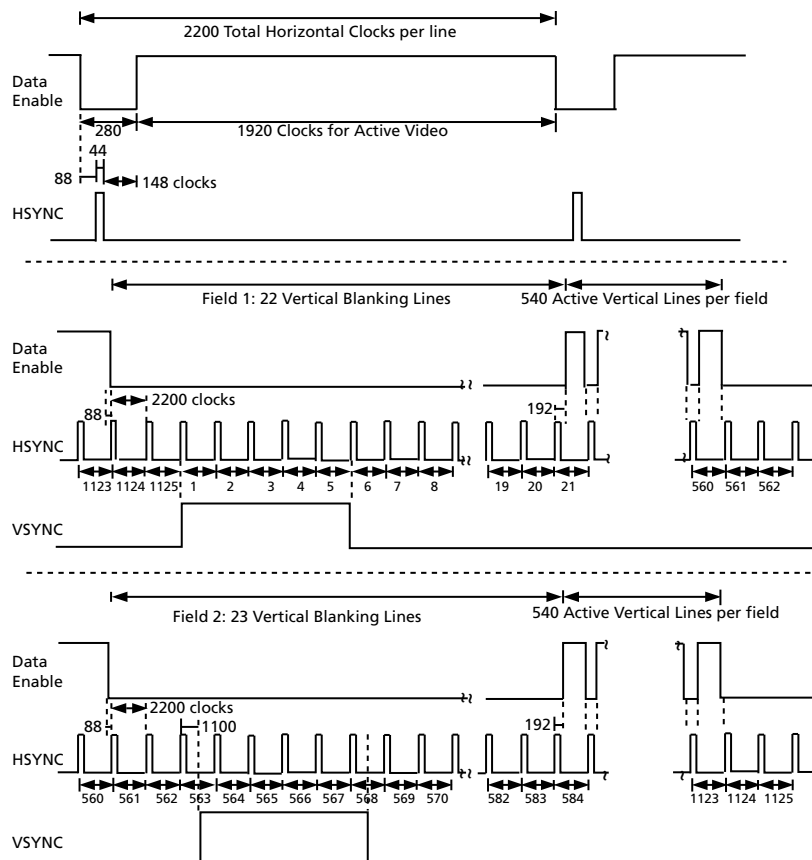 2200 Total Horizontal Clocks per line
Data
Enable
280
1920 Clocks for Active Video
44
88
148 clocks
HSYNC
Field 1: 22 Vertical Blanking Lines
540 Active Vertical Lines per field
Data
Enable
2200 clocks
88
192
HSYNC
1123 1124 1125 1 2 3 4 5 6 7 8 19 20 21 560 561 562
VSYNC
Field 2: 23 Vertical Blanking Lines
540 Active Vertical Lines per field
Data
Enable
2200 clocks
88
1100
192
HSYNC
560 561 562 563 564 565 566 567 568 569 570 582 583 584 1123 1124 1125
VSYNC